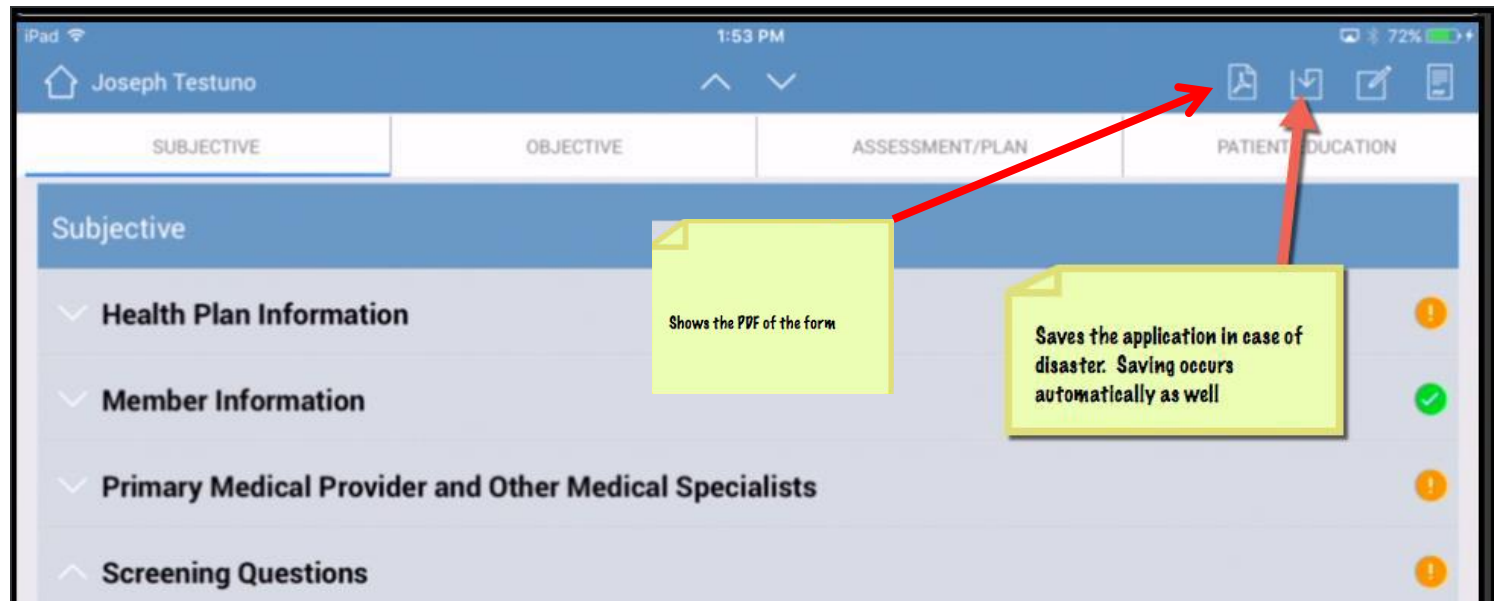 iPad 1:53 PM 72%
Joseph Testuno
SUBJECTIVE OBJECTIVE ASSESSMENT/PLAN PATIENT EDUCATION
Subjective
Health Plan Information
Shows the PDF of the form
Saves the application in case of
disaster. Saving occurs
automatically as well
Member Information
Primary Medical Provider and Other Medical Specialists
Screening Questions